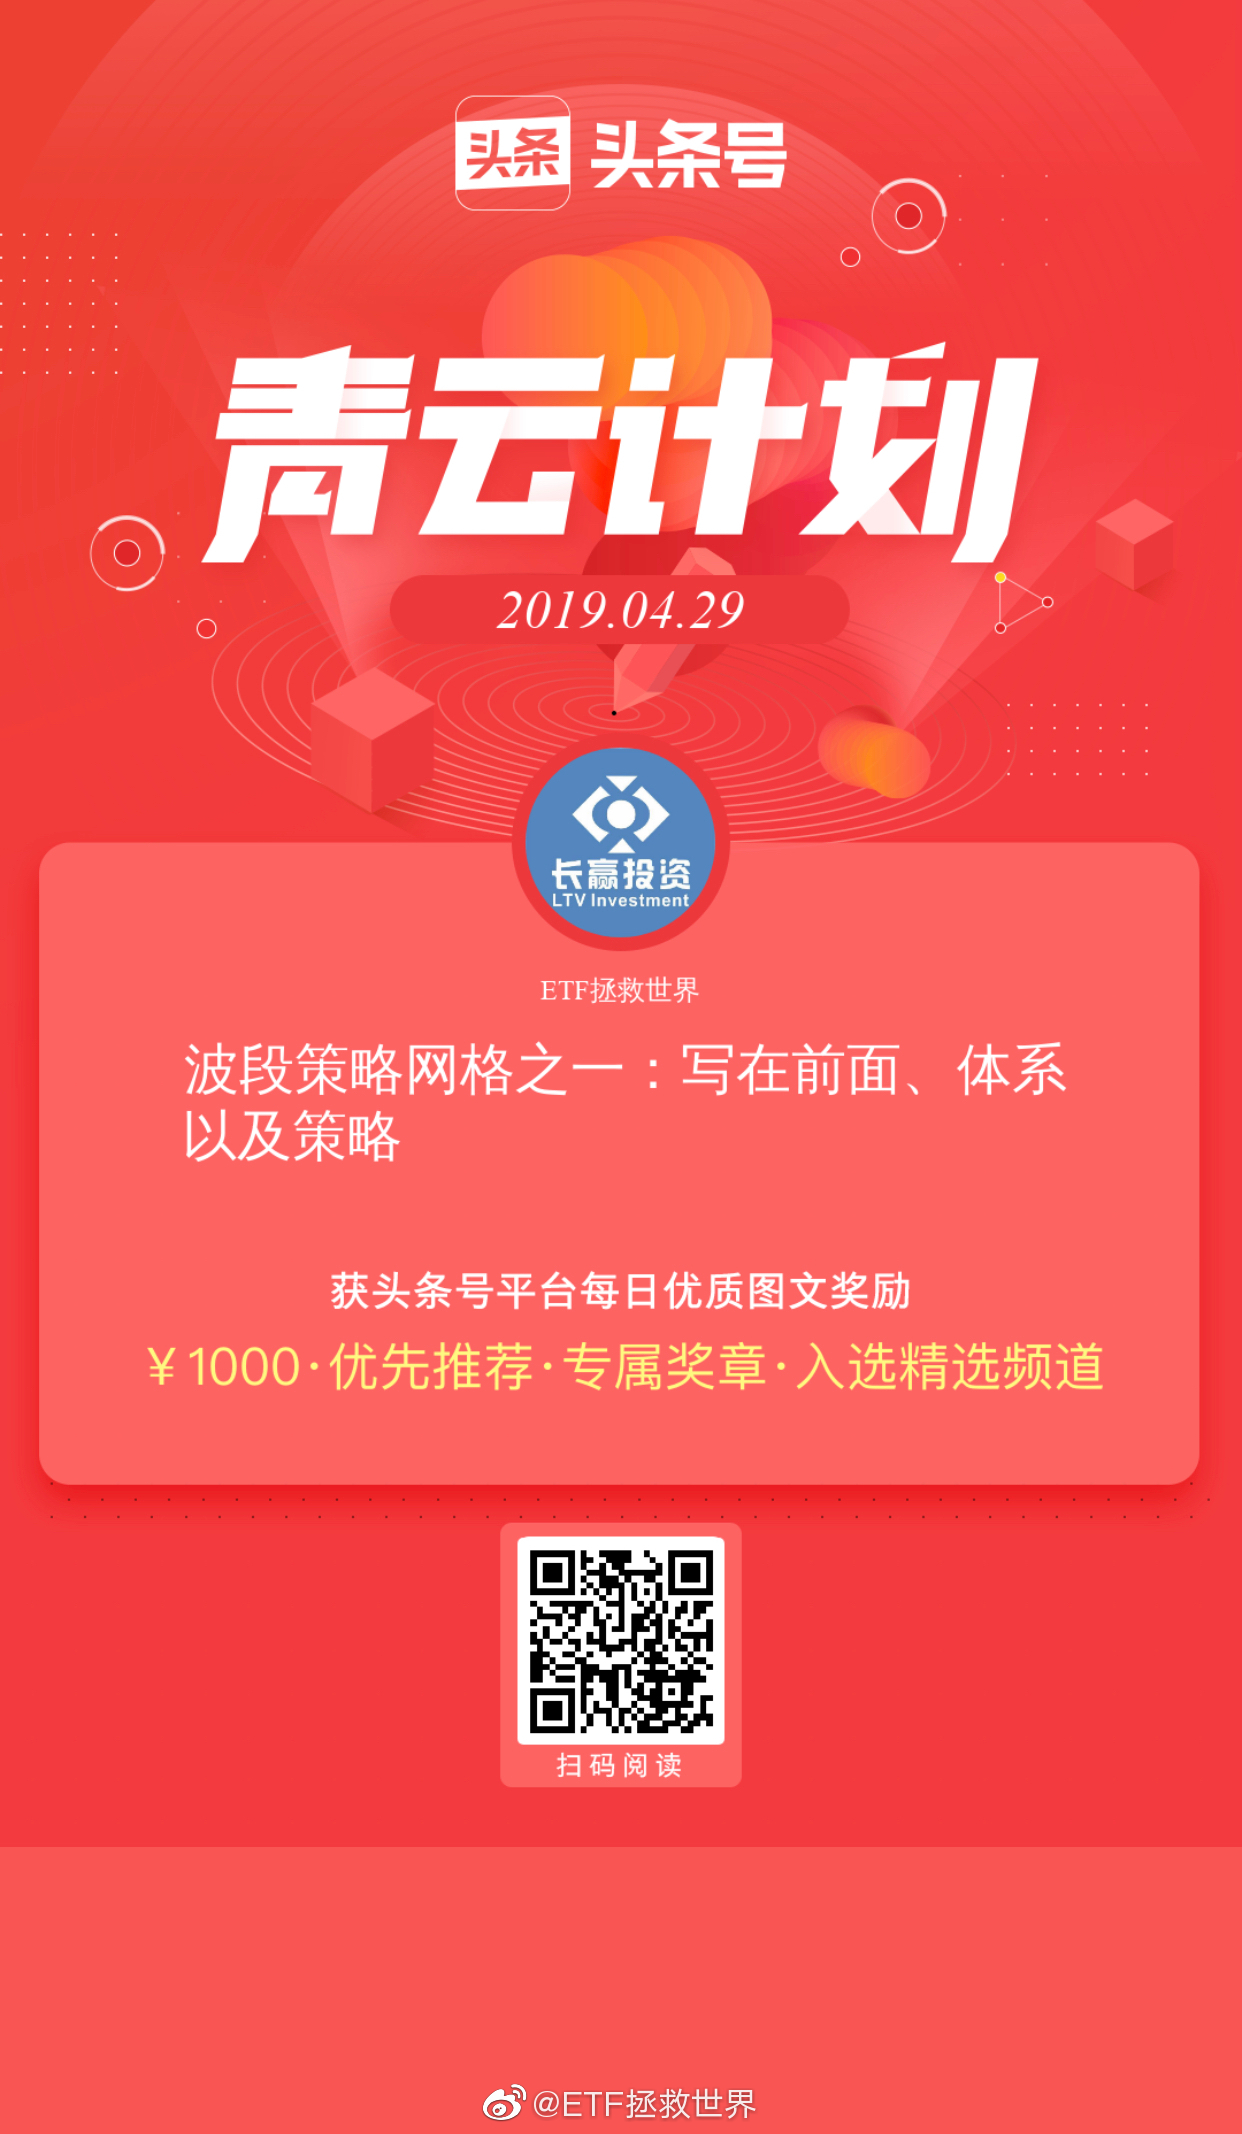 头条 头条号
青云计划
2019.04.29
长赢投资
LTV Investment
ETF拯救世界
波段策略网格之一：写在前面、体系
以及策略
获头条号平台每日优质图文奖励
￥1000·优先推荐·专属奖章·入选精选频道
扫码阅读
@ETF拯救世界